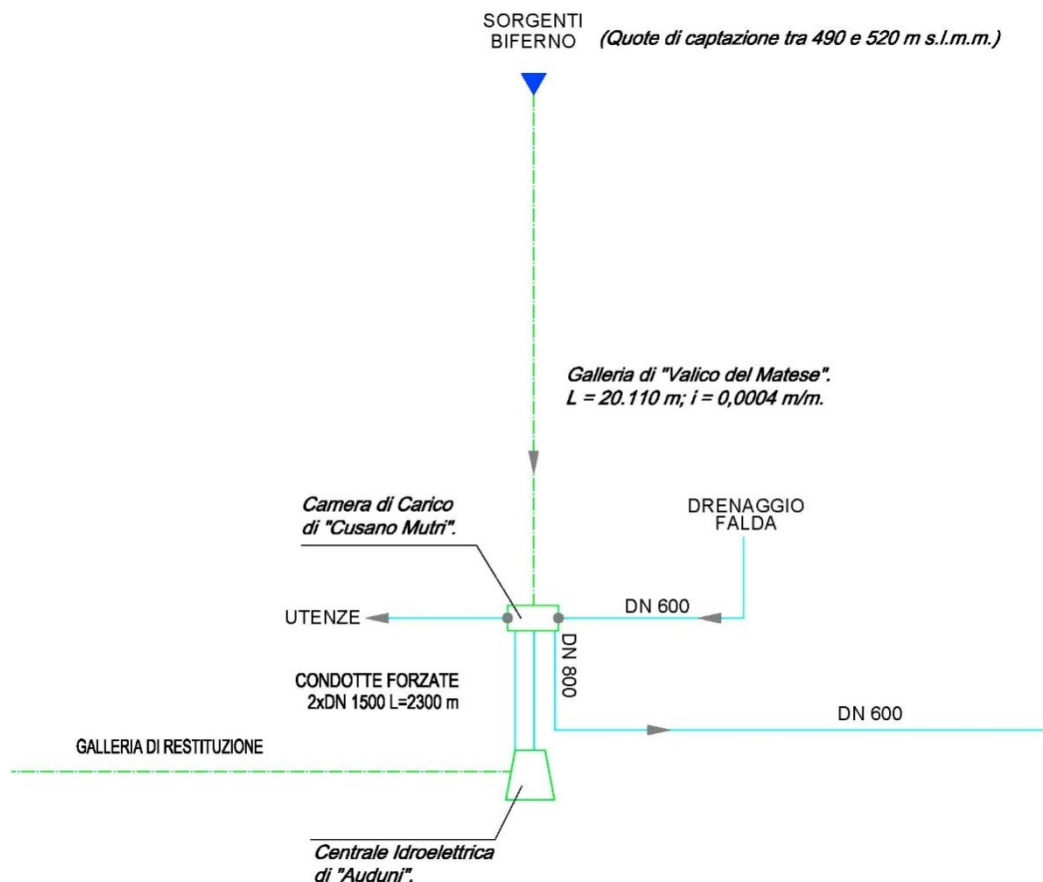 SORGENTI
BIFERNO
(Quote di captazione tra 490 e 520 m s.l.m.m.)
Galleria di "Valico del Matese".
L = 20.110 m; i = 0,0004 m/m.
Camera di Carico
di "Cusano Mutri".
DRENAGGIO
FALDA
UTENZE
DN 600
DN 800
CONDOTTE FORZATE
2xDN 1500 L=2300 m
DN 600
GALLERIA DI RESTITUZIONE
Centrale Idroelettrica
di "Auduni".